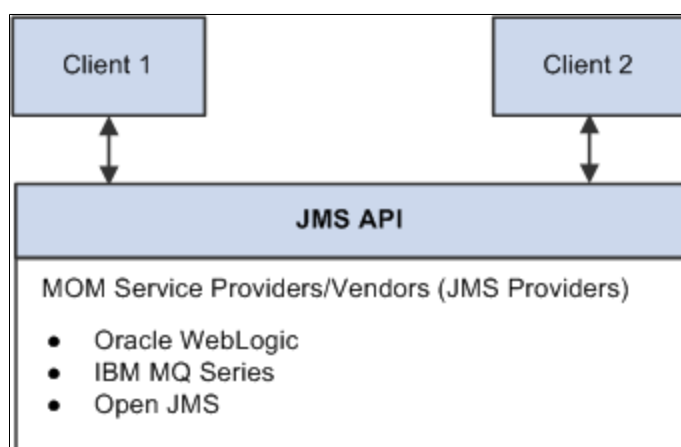 Client 1
Client 2
JMS API
MOM Service Providers/Vendors (JMS Providers)
● Oracle WebLogic
● IBM MQ Series
● Open JMS